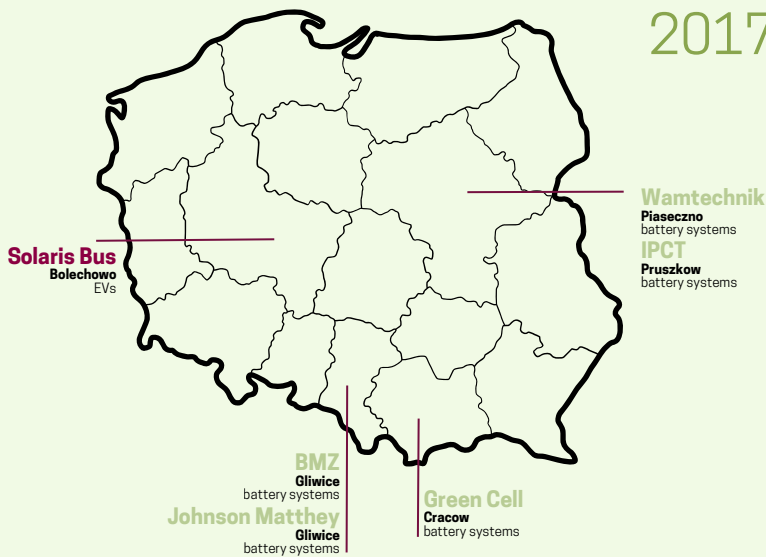 2017
Wamtechnik
Piaseczno
battery systems
IPCT
Pruszkow
battery systems
Solaris Bus
Bolechowo
EVs
BMZ
Gliwice
battery systems
Johnson Matthey
Gliwice
battery systems
Green Cell
Cracow
battery systems